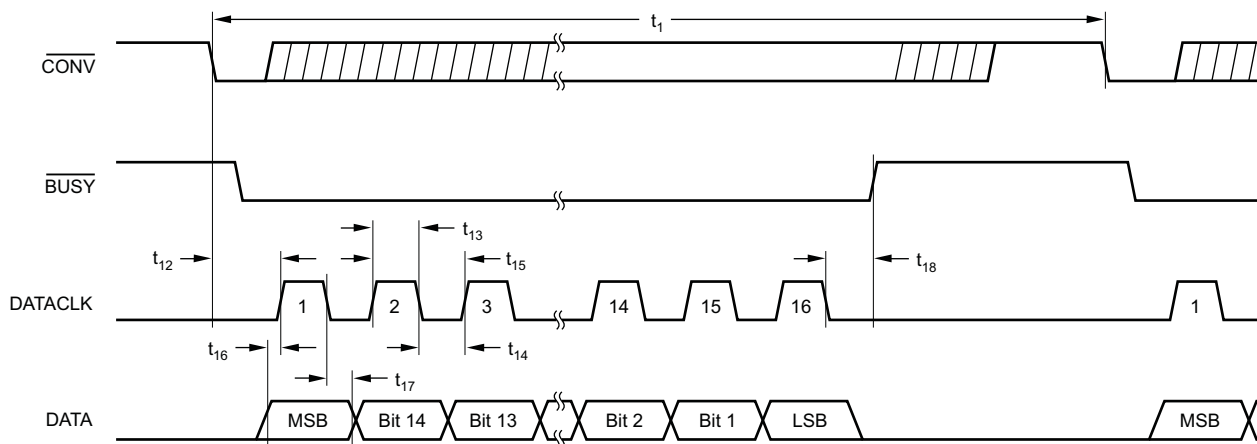 t1
CONV
BUSY
t13
t12
t15
t18
DATACLK
1
2
3
14
15
16
1
t16
t14
t17
DATA
MSB
Bit 14
Bit 13
Bit 2
Bit 1
LSB
MSB